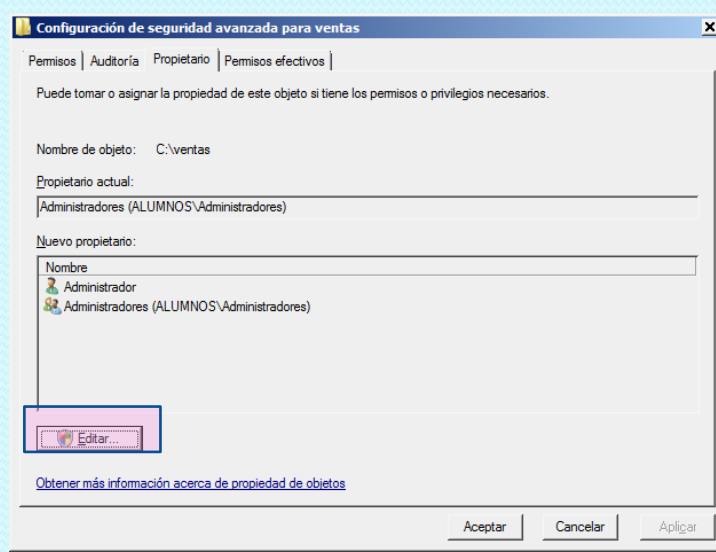 Configuración de seguridad avanzada para ventas
Permisos Auditoría Propietario Permisos efectivos
Puede tomar o asignar la propiedad de este objeto si tiene los permisos o privilegios necesarios.
Nombre de objeto: C:\ventas
Propietario actual:
Administradores (ALUMNOS\Administradores)
Nuevo propietario:
Nombre
Administrador
Administradores (ALUMNOS\Administradores)
Editar...
Obtener más información acerca de propiedad de objetos
Aceptar Cancelar Aplicar